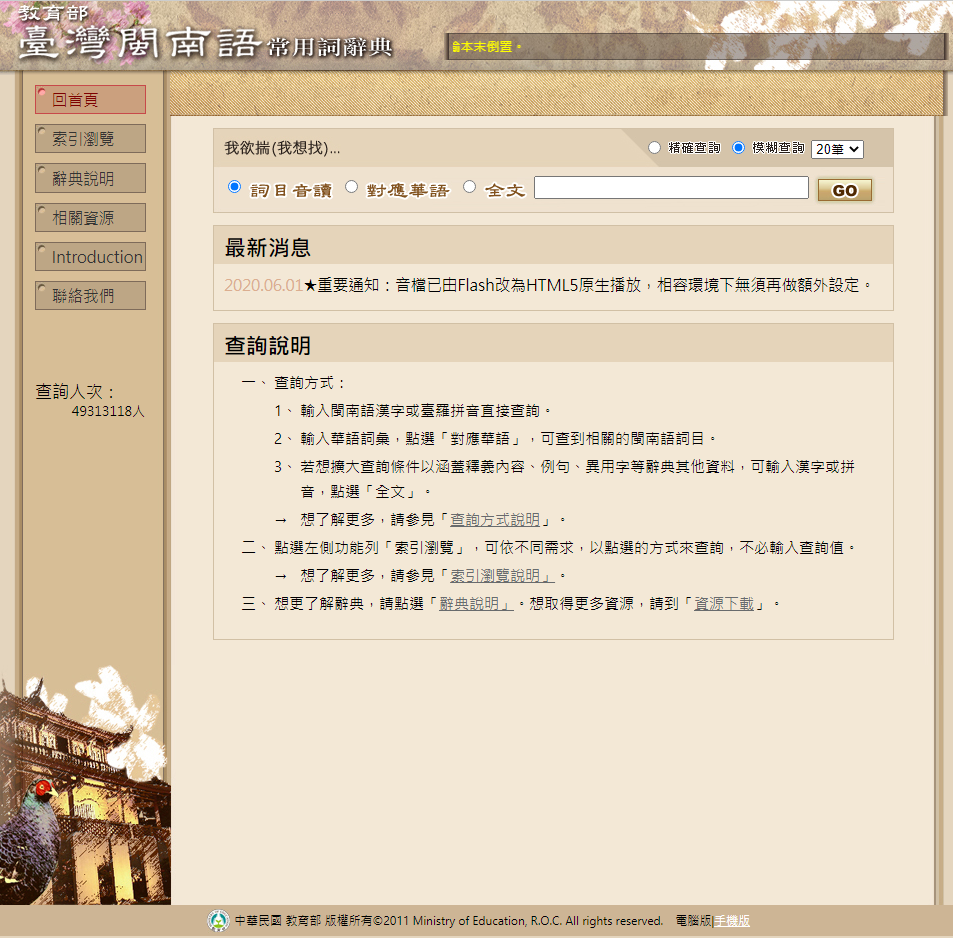 教育部
臺灣閩南語常用詞辭典
本末倒置。
回首頁
索引瀏覽
辭典說明
相關資源
Introduction
聯絡我們
查詢人次：
49313118人
我欲揣(我想找)...
精確查詢 模糊查詢 20筆
詞目音讀 對應華語 全文 GO
最新消息
2020.06.01★重要通知：音檔已由Flash改為HTML5原生播放，相容環境下無須再做額外設定。
查詢說明
一、查詢方式：
1、輸入閩南語漢字或臺羅拼音直接查詢。
2、輸入華語詞彙，點選「對應華語」，可查到相關的閩南語詞目。
3、若想擴大查詢條件以涵蓋釋義內容、例句、異用字等辭典其他資料，可輸入漢字或拼
音，點選「全文」。
→ 想了解更多，請參見「查詢方式說明」。
二、點選左側功能列「索引瀏覽」，可依不同需求，以點選的方式來查詢，不必輸入查詢值。
→ 想了解更多，請參見「索引瀏覽說明」。
三、想更了解辭典，請點選「辭典說明」。想取得更多資源，請到「資源下載」。
中華民國 教育部 版權所有©2011 Ministry of Education, R.O.C. All rights reserved. 電腦版|手機版